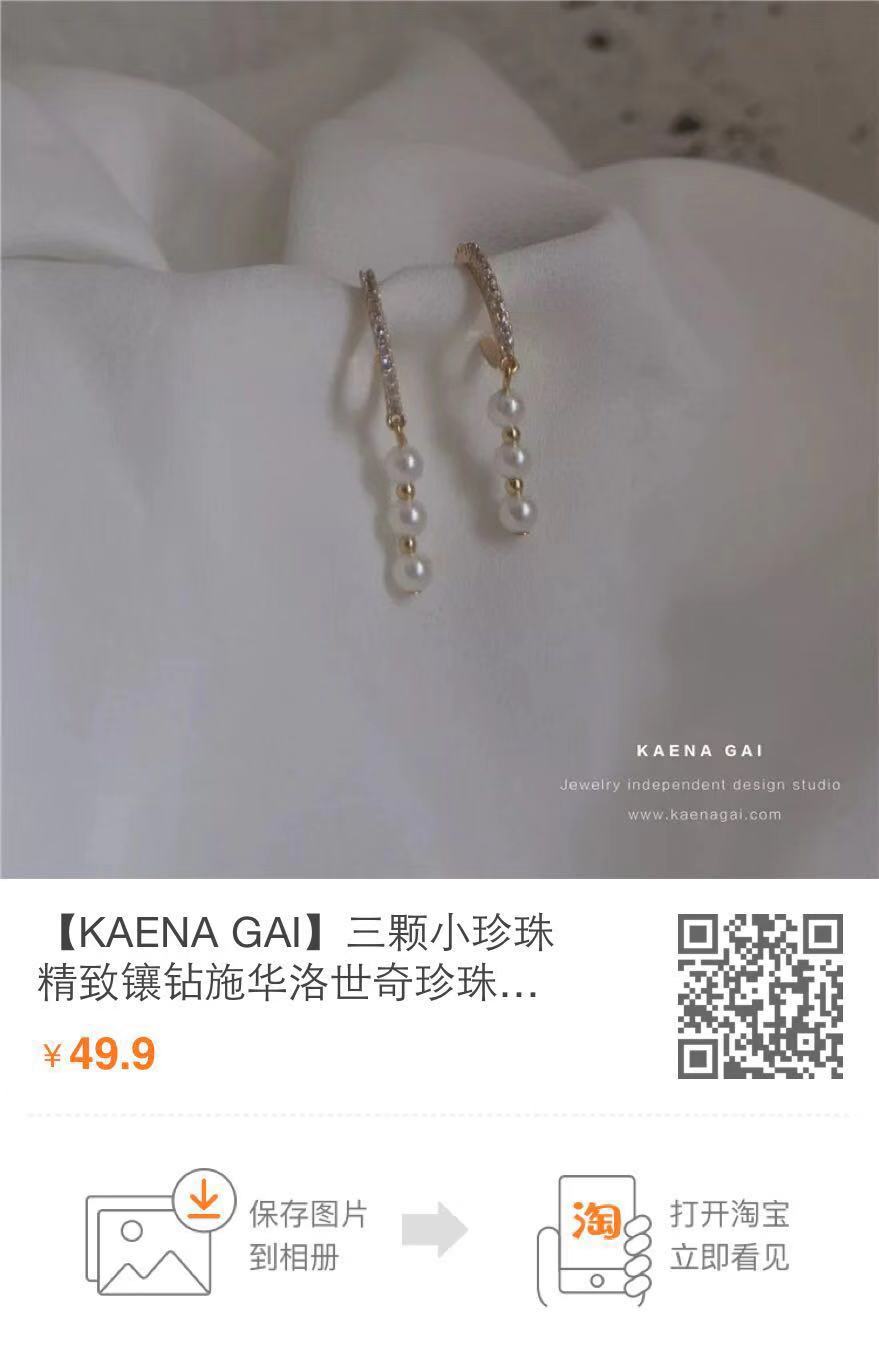 KAENA GAI
Jewelry independent design studio
www.kaenagai.com
【KAENA GAI】三颗小珍珠
精致镶钻施华洛世奇珍珠...
¥49.9
保存图片
到相册
淘
打开淘宝
立即看见